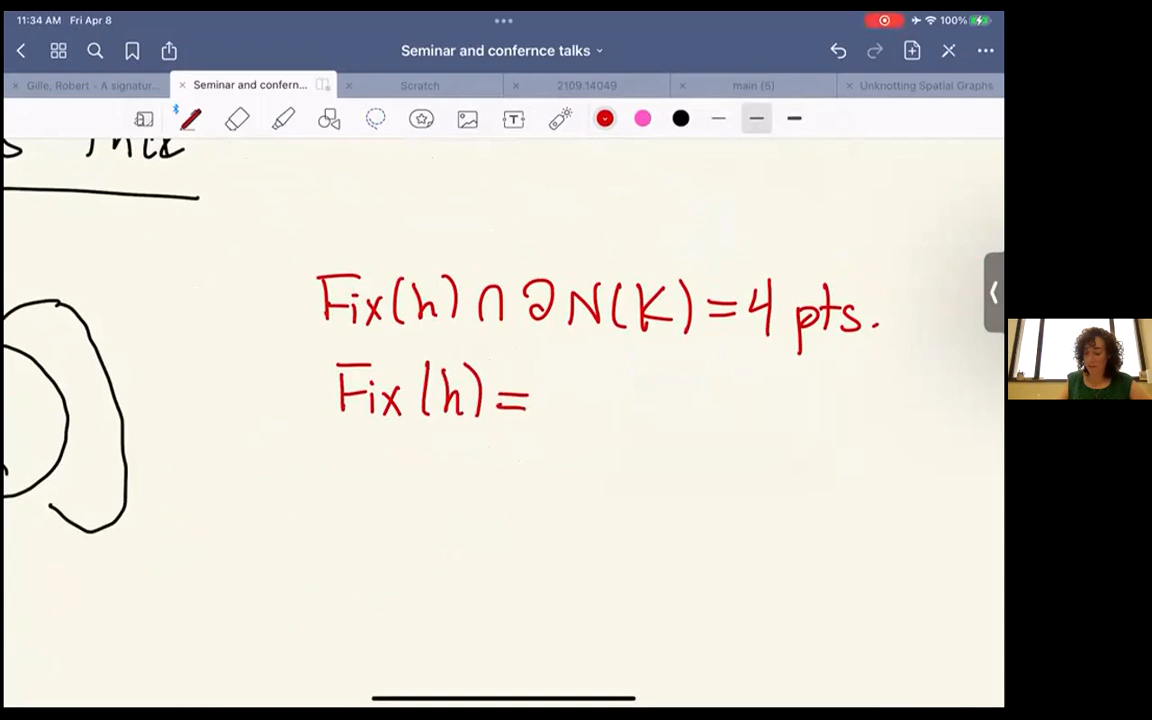 11:34 AM Fri Apr 8
100%
Seminar and confernce talks
Gille, Robert - A signatur...
Seminar and confern...
Scratch
2109.14049
main (5)
Unknotting Spatial Graphs
Fix(h) ∩ ∂N(K) = 4 pts.
Fix(h) =